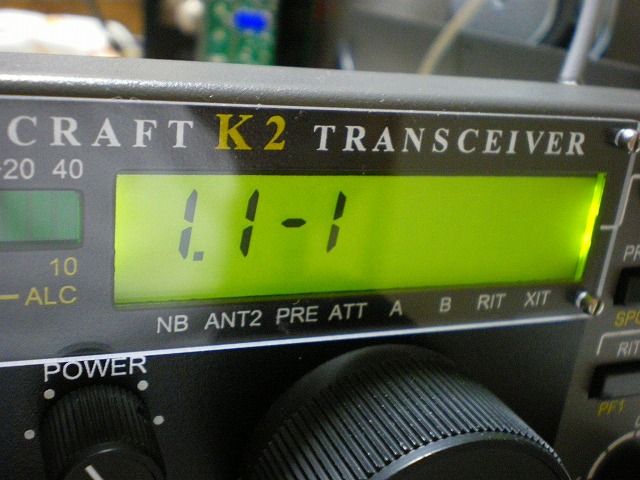 CRAFT K2 TRANSCEIVER
20 40
1.1-1
10
ALC
NB ANT2 PRE ATT A B RIT XIT
POWER
RIT
PF1